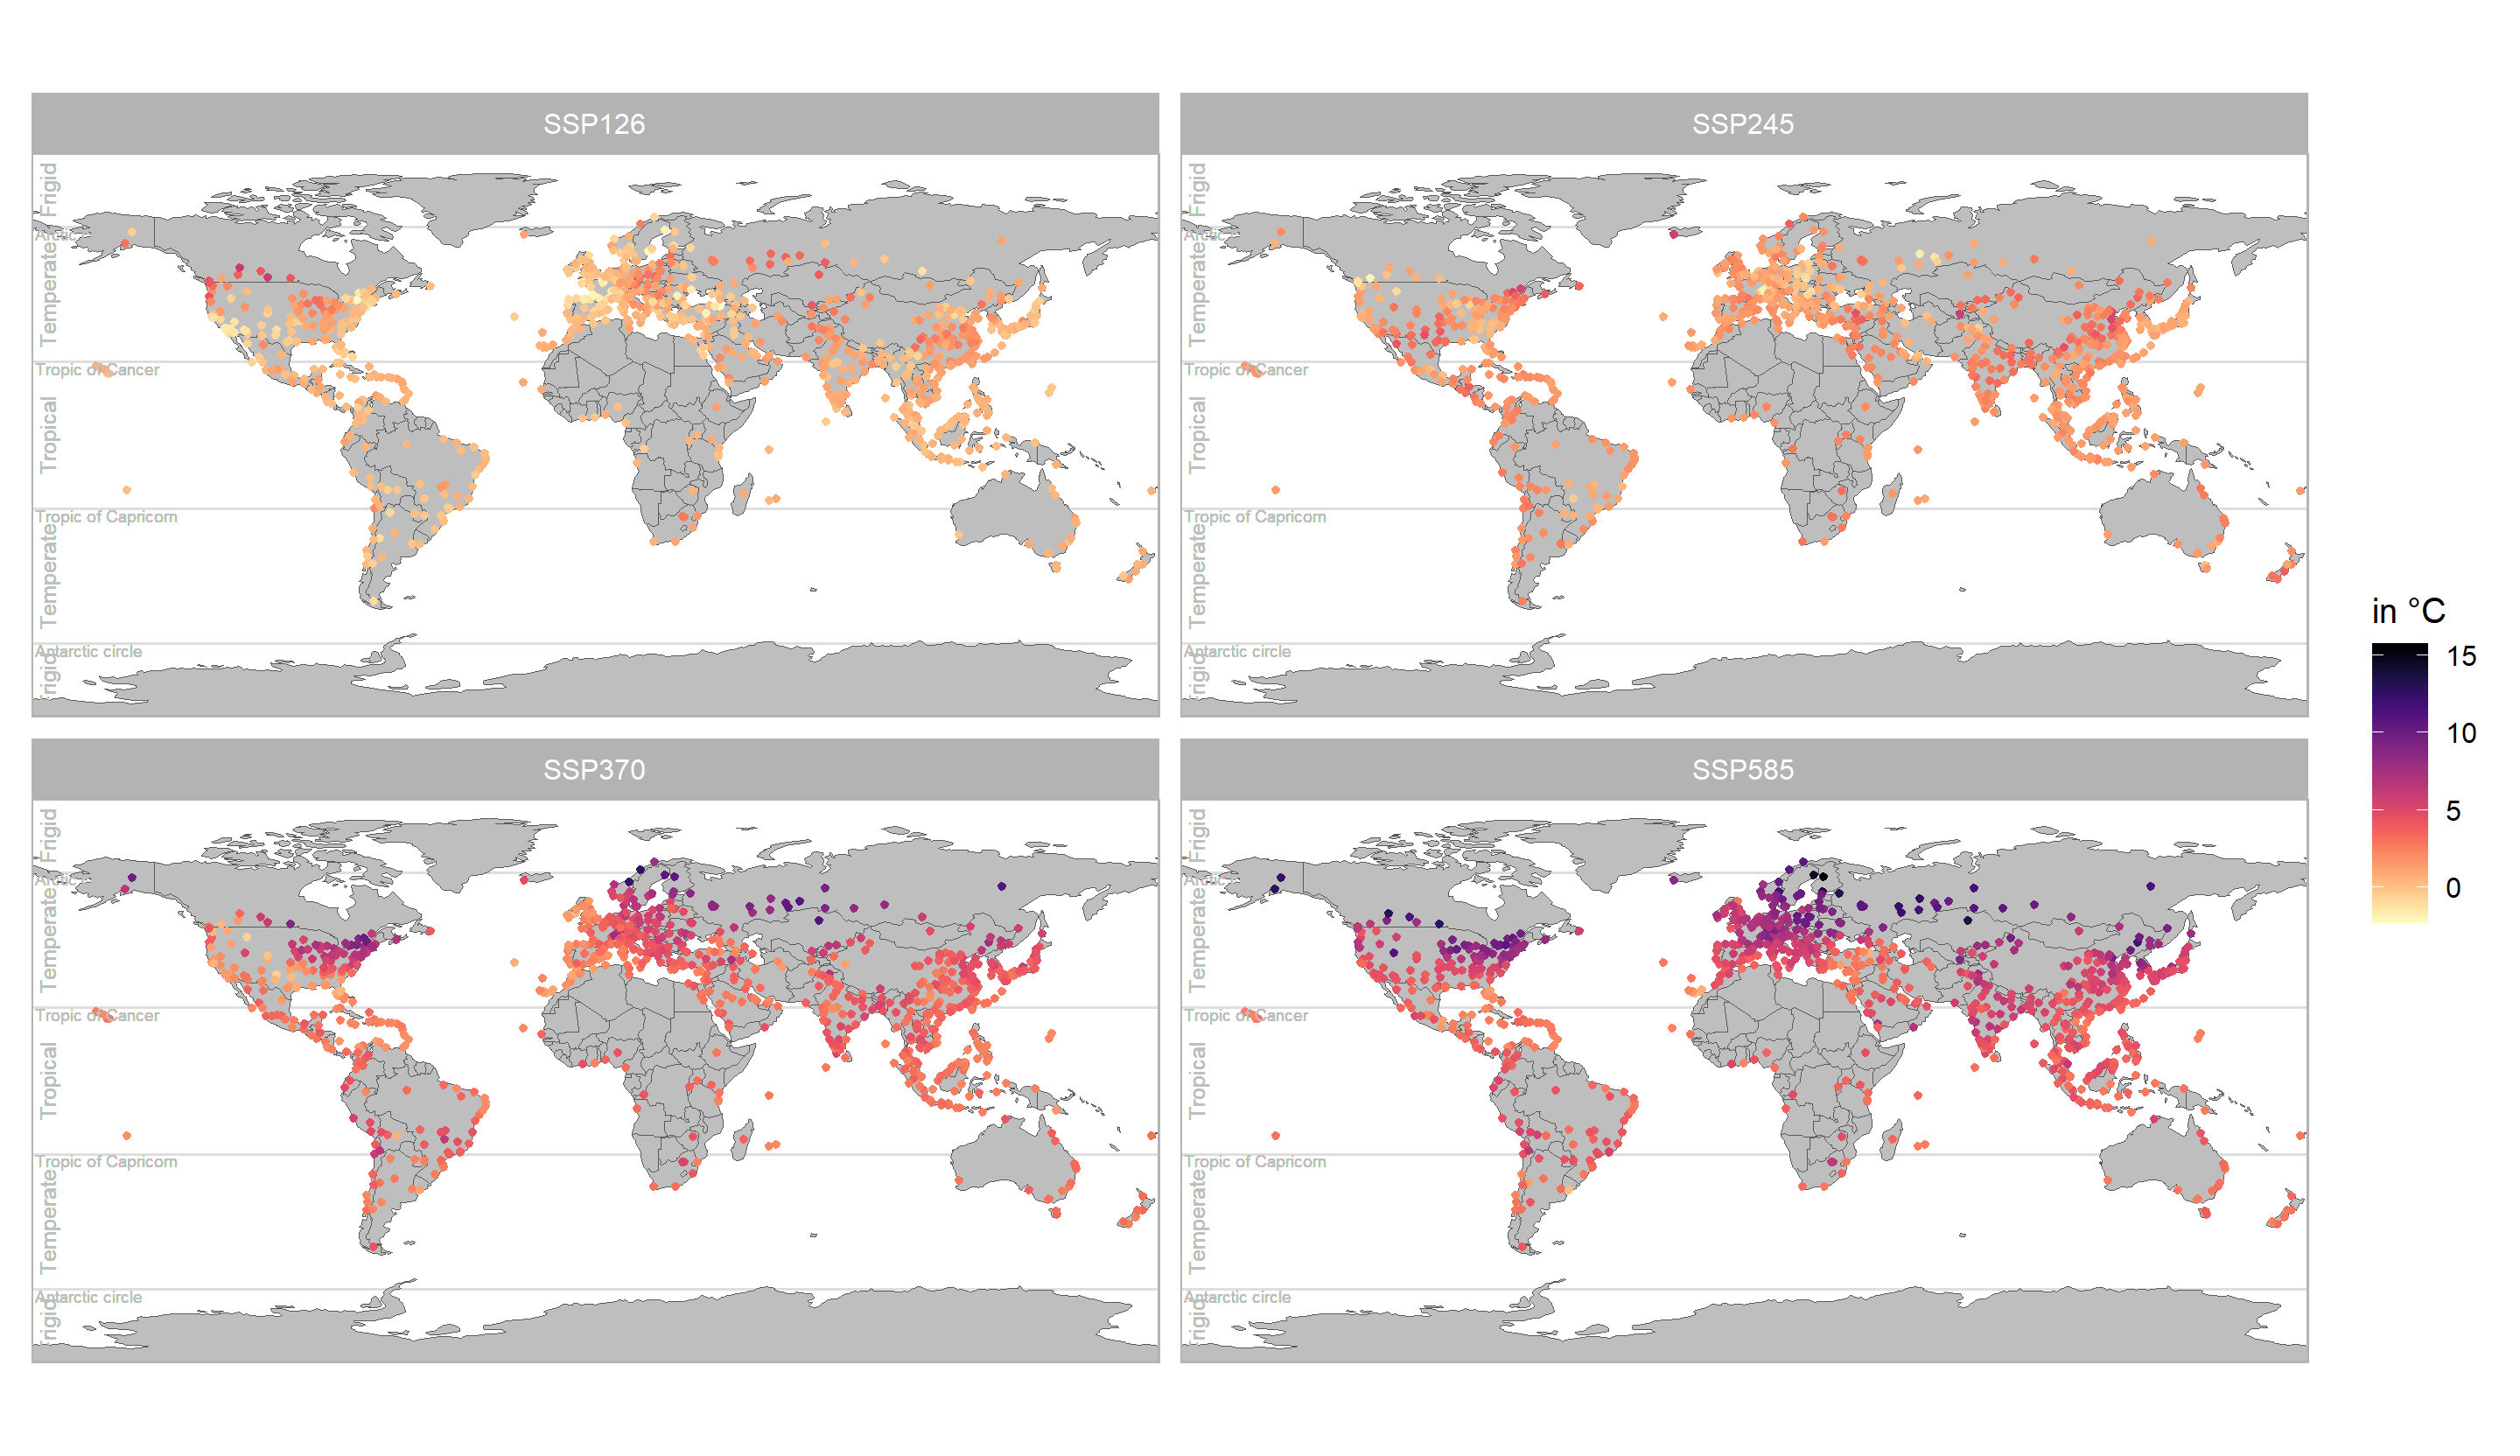 SSP126
SSP245
Frigid
Arctic
Temperate
Tropic of Cancer
Tropical
Tropic of Capricorn
Temperate
Antarctic circle
Frigid
Frigid
Arctic
Temperate
Tropic of Cancer
Tropical
Tropic of Capricorn
Temperate
Antarctic circle
Frigid
SSP370
SSP585
Frigid
Arctic
Temperate
Tropic of Cancer
Tropical
Tropic of Capricorn
Temperate
Antarctic circle
Frigid
Frigid
Arctic
Temperate
Tropic of Cancer
Tropical
Tropic of Capricorn
Temperate
Antarctic circle
Frigid
in °C
15
10
5
0